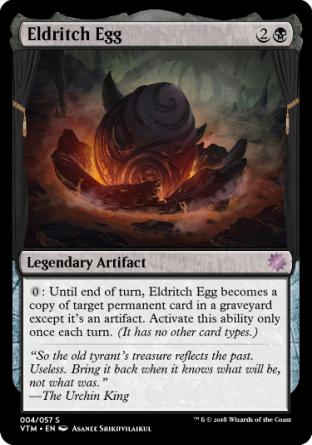 Eldritch Egg 2
Legendary Artifact
0: Until end of turn, Eldritch Egg becomes a
copy of target permanent card in a graveyard
except it's an artifact. Activate this ability only
once each turn. (It has no other card types.)
"So the old tyrant's treasure reflects the past.
Useless. Bring it back when it knows what will be,
not what was."
—The Urchin King
004/057 S
VTM • EN Asanee Srikijvilaikul
™ & © 2018 Wizards of the Coast